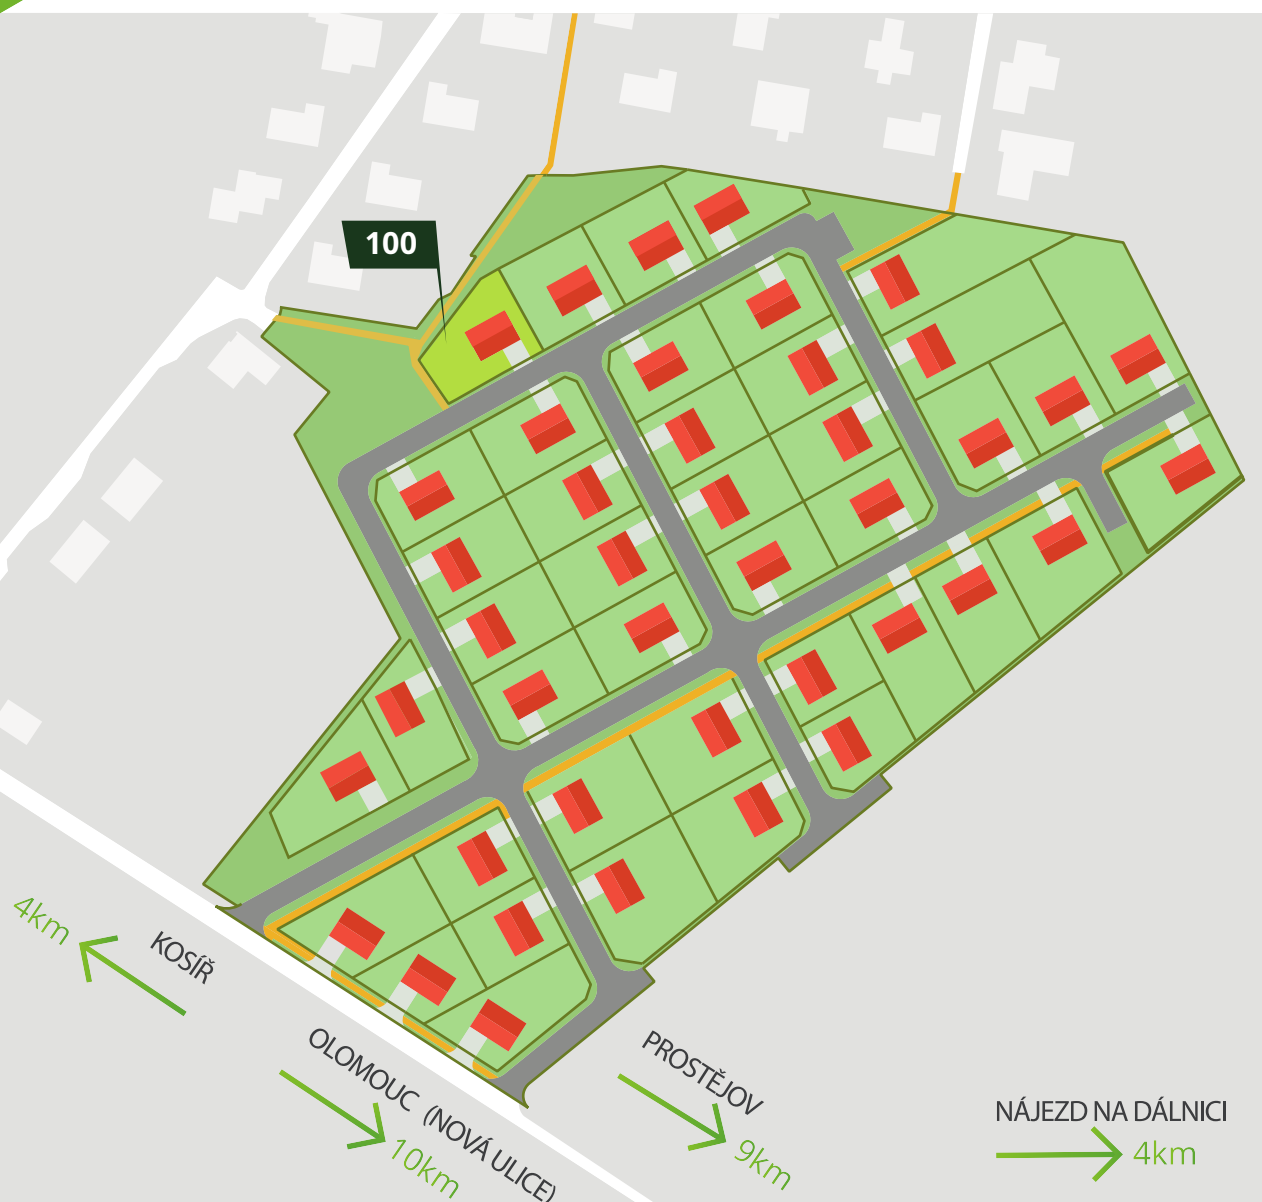 100
4km
KOSÍŘ
OLOMOUC (NOVÁ ULICE)
10km
PROSTĚJOV
9km
NÁJEZD NA DÁLNICI
4km